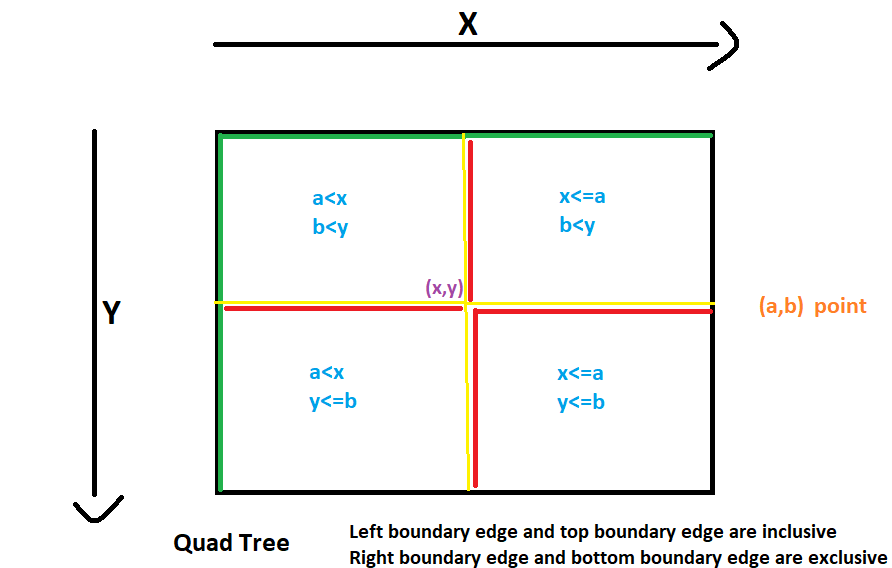 X
a<x
b<y
x<=a
b<y
(x,y)
Y
(a,b) point
a<x
y<=b
x<=a
y<=b
Quad Tree
Left boundary edge and top boundary edge are inclusive
Right boundary edge and bottom boundary edge are exclusive